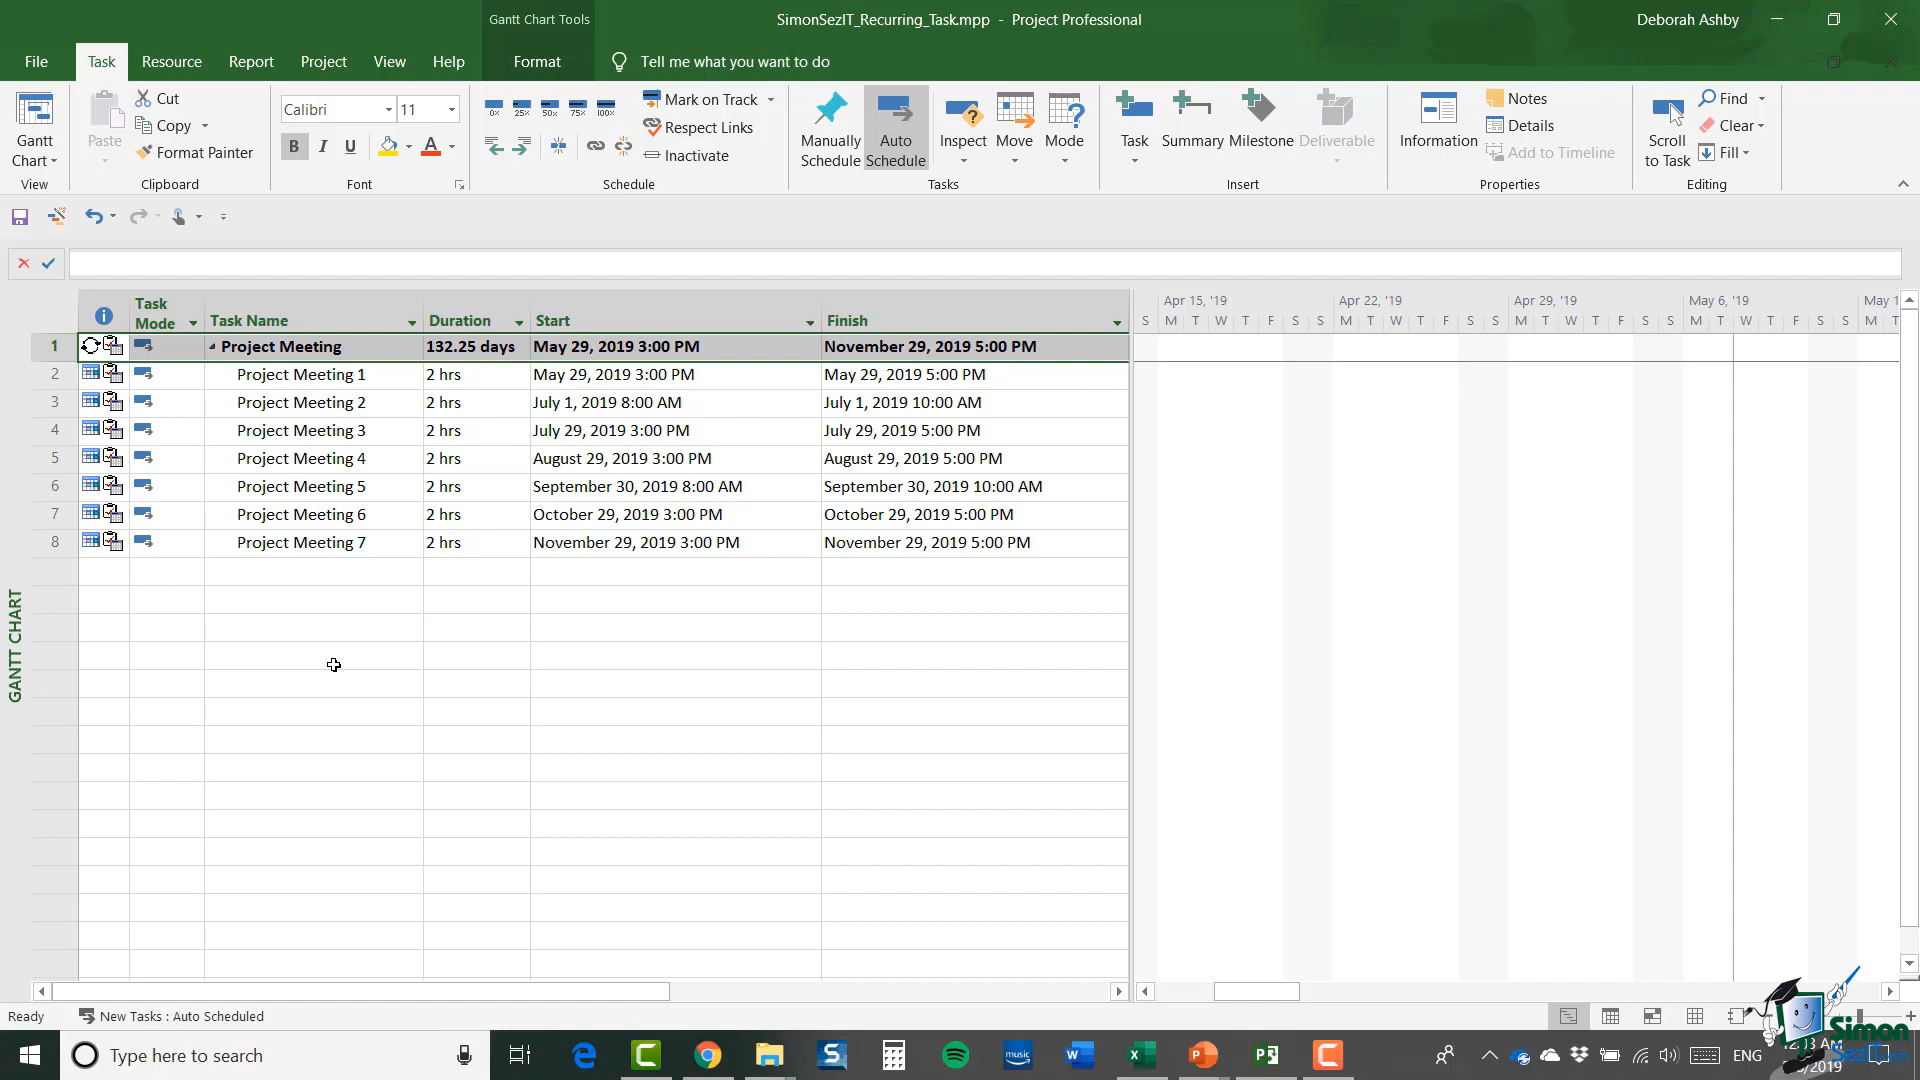 Gantt Chart Tools
SimonSezIT_Recurring_Task.mpp - Project Professional
Deborah Ashby
File Task Resource Report Project View Help Format Tell me what you want to do
Gantt Chart
View
Paste
Cut
Copy
Format Painter
Clipboard
Calibri 11
B I U A
Font
0% 25% 50% 75% 100%
Mark on Track
Respect Links
Inactivate
Schedule
Manually Schedule
Auto Schedule
Inspect
Move
Mode
Tasks
Task
Summary
Milestone
Deliverable
Insert
Information
Notes
Details
Add to Timeline
Properties
Scroll to Task
Find
Clear
Fill
Editing
Task Mode Task Name Duration Start Finish
1 Project Meeting 132.25 days May 29, 2019 3:00 PM November 29, 2019 5:00 PM
2 Project Meeting 1 2 hrs May 29, 2019 3:00 PM May 29, 2019 5:00 PM
3 Project Meeting 2 2 hrs July 1, 2019 8:00 AM July 1, 2019 10:00 AM
4 Project Meeting 3 2 hrs July 29, 2019 3:00 PM July 29, 2019 5:00 PM
5 Project Meeting 4 2 hrs August 29, 2019 3:00 PM August 29, 2019 5:00 PM
6 Project Meeting 5 2 hrs September 30, 2019 8:00 AM September 30, 2019 10:00 AM
7 Project Meeting 6 2 hrs October 29, 2019 3:00 PM October 29, 2019 5:00 PM
8 Project Meeting 7 2 hrs November 29, 2019 3:00 PM November 29, 2019 5:00 PM
Apr 15, '19 Apr 22, '19 Apr 29, '19 May 6, '19 May 1
S M T W T F S S M T W T F S S M T W T F S S M T W T F S S M T
GANTT CHART
Ready New Tasks : Auto Scheduled
Type here to search
music
ENG
Simon
SezIT.com